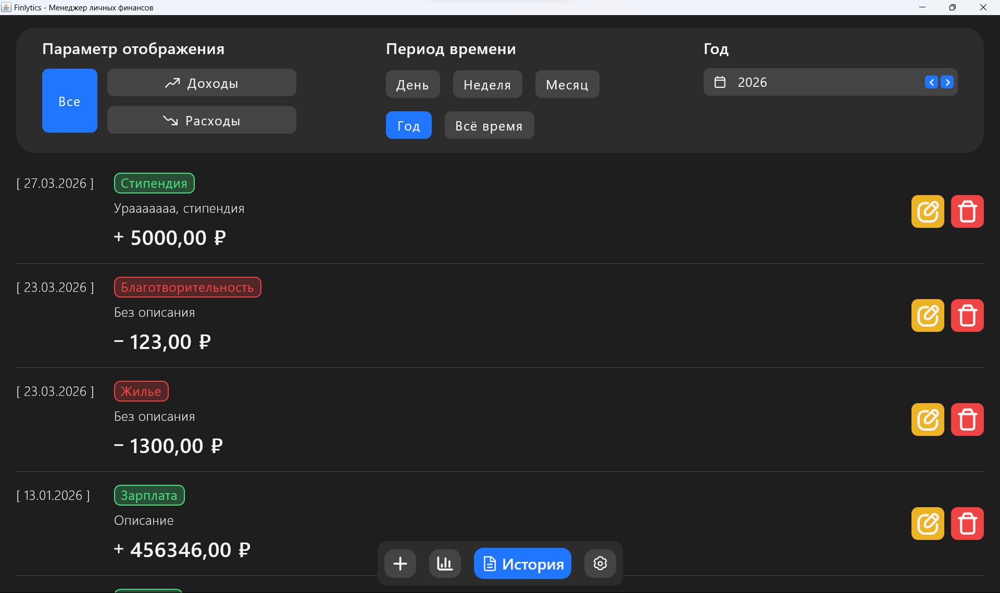 Finlytics - Менеджер личных финансов
Параметр отображения
Все
Доходы
Расходы
Период времени
День
Неделя
Месяц
Год
Всё время
Год
2026
[ 27.03.2026 ]
Стипендия
Ураааааaа, стипендия
+ 5000,00 ₽
[ 23.03.2026 ]
Благотворительность
Без описания
− 123,00 ₽
[ 23.03.2026 ]
Жилье
Без описания
− 1300,00 ₽
[ 13.01.2026 ]
Зарплата
Описание
+ 456346,00 ₽
История